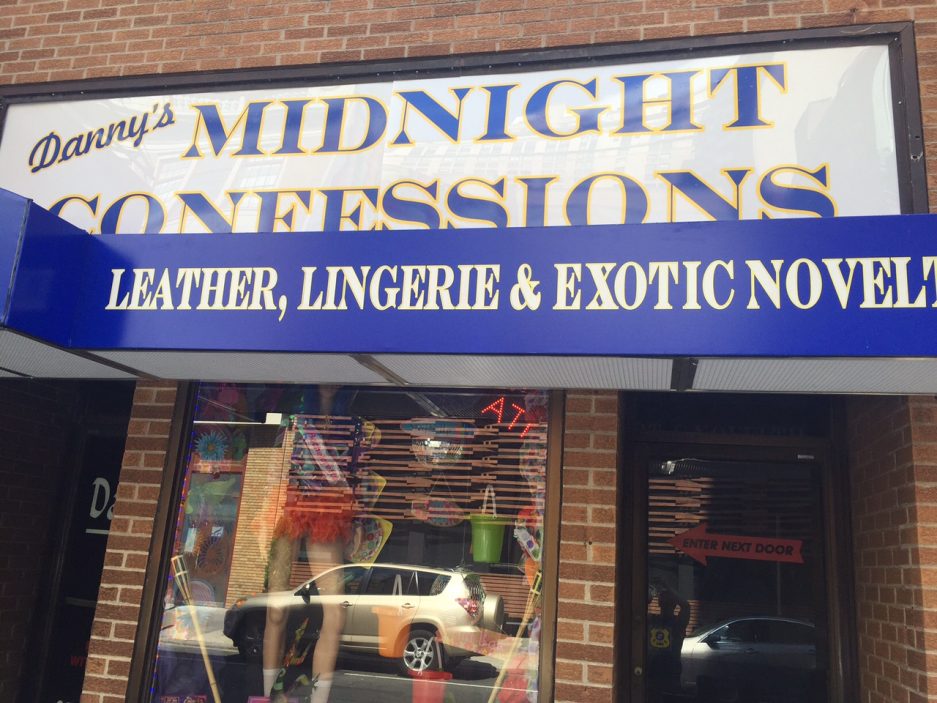 Danny's MIDNIGHT
CONFESSIONS
LEATHER, LINGERIE & EXOTIC NOVELT
ENTER NEXT DOOR